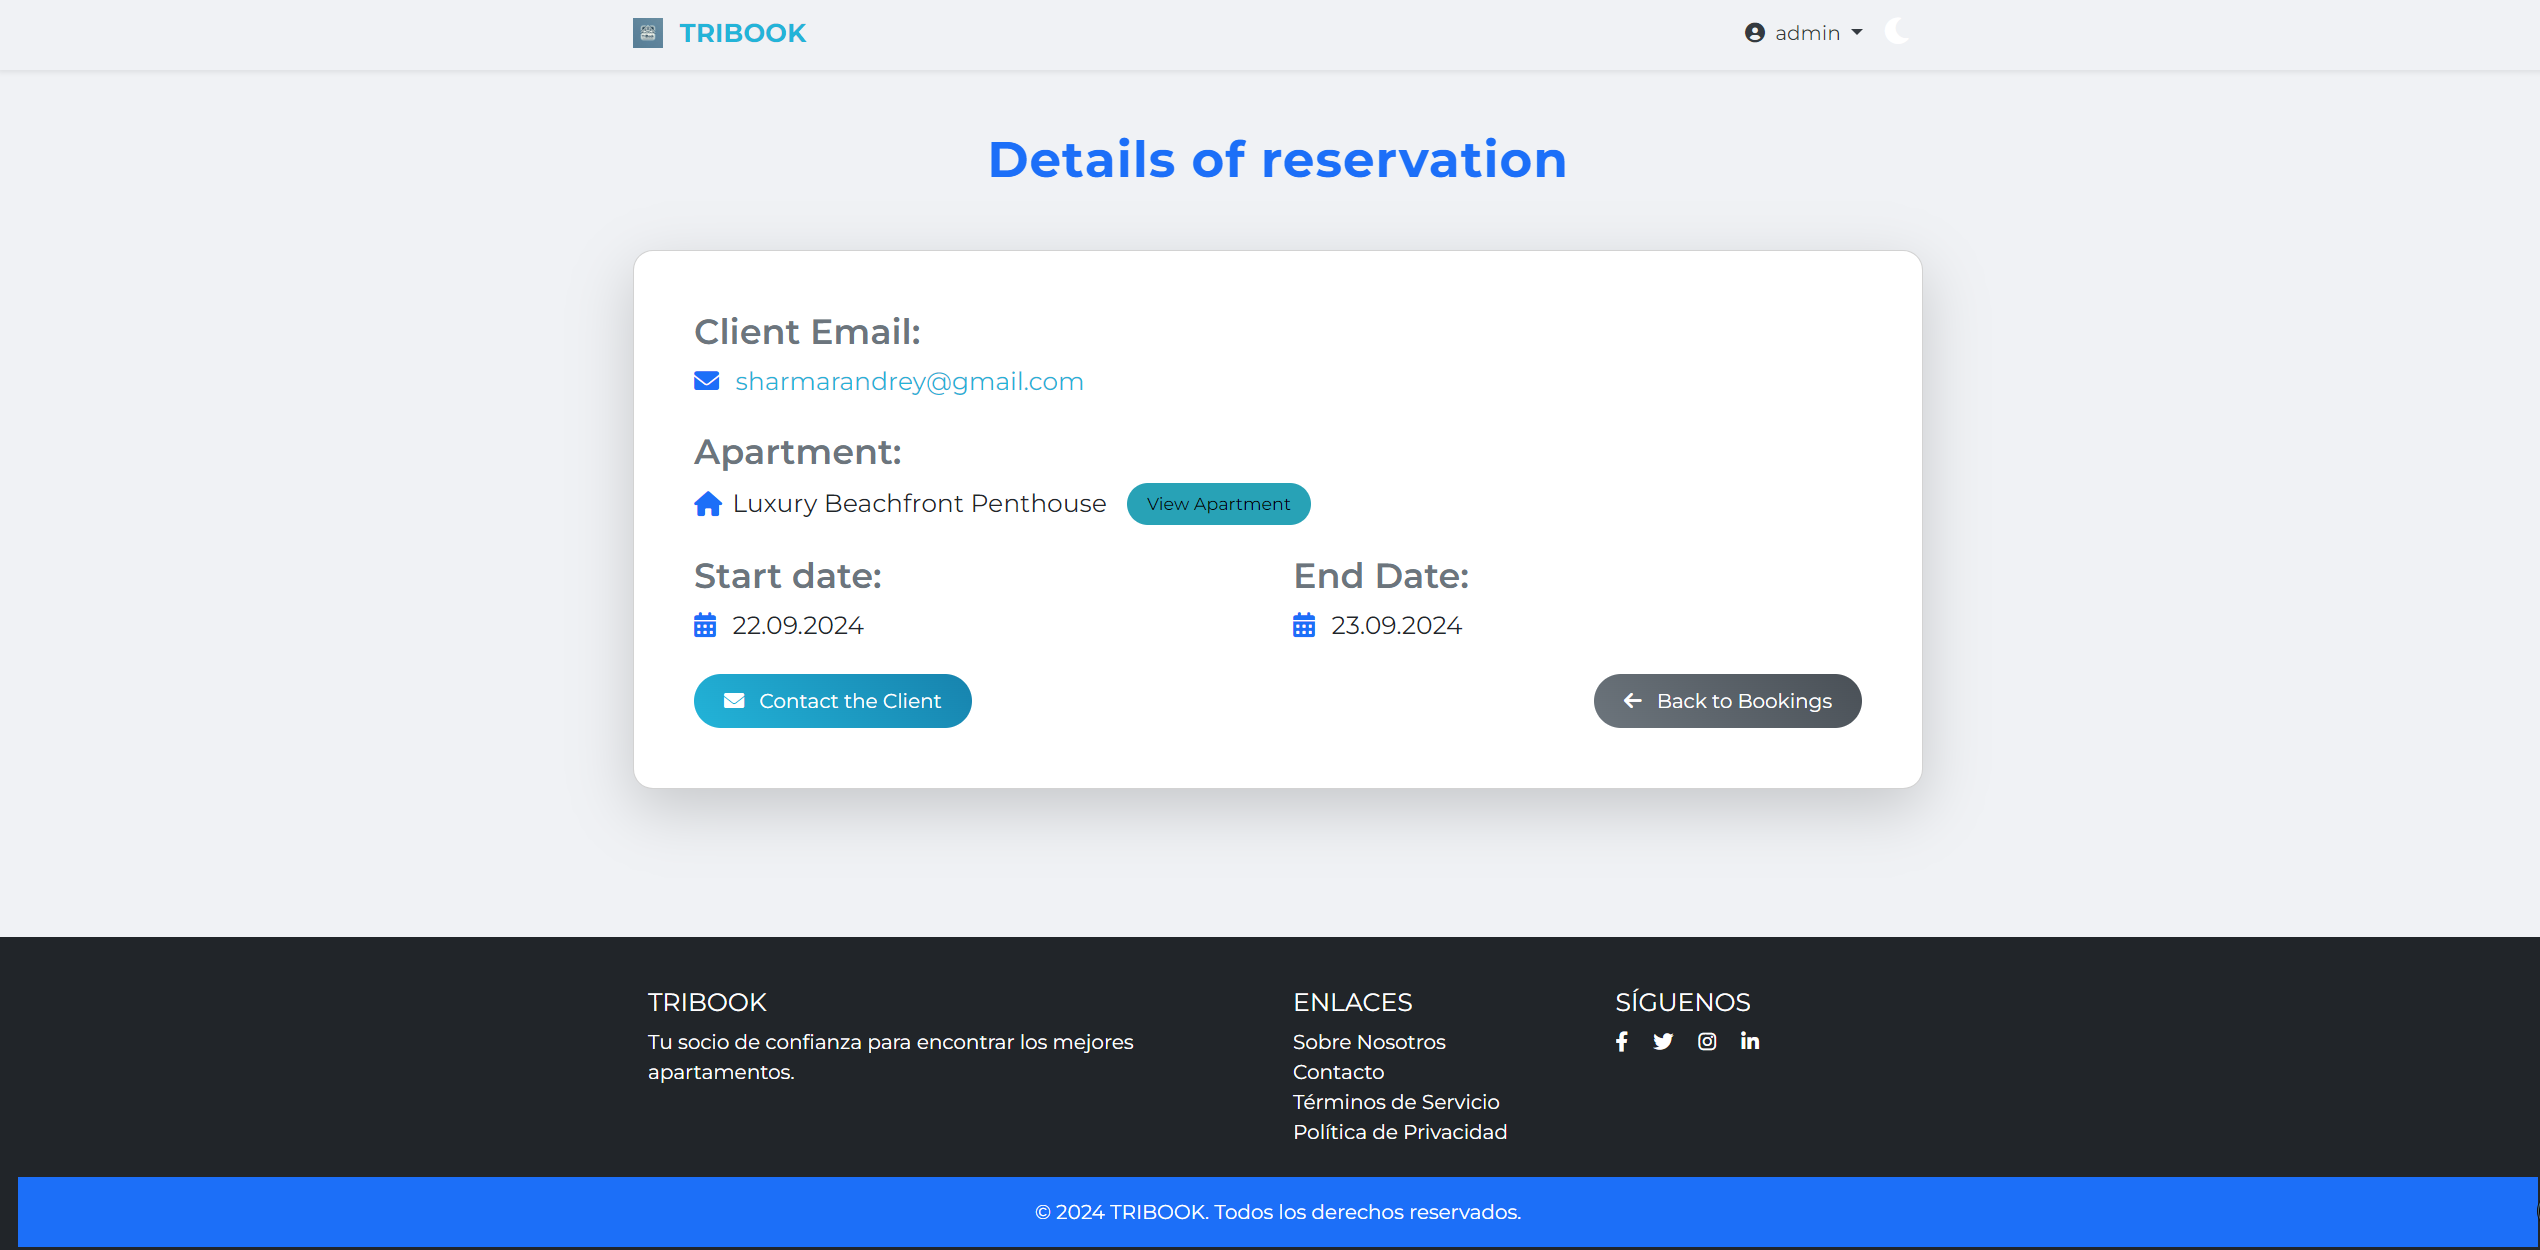 TRIBOOK
admin
Details of reservation
Client Email:
sharmarandrey@gmail.com
Apartment:
Luxury Beachfront Penthouse View Apartment
Start date: End Date:
22.09.2024 23.09.2024
Contact the Client Back to Bookings
TRIBOOK
Tu socio de confianza para encontrar los mejores
apartamentos.
ENLACES
Sobre Nosotros
Contacto
Términos de Servicio
Política de Privacidad
SÍGUENOS
© 2024 TRIBOOK. Todos los derechos reservados.